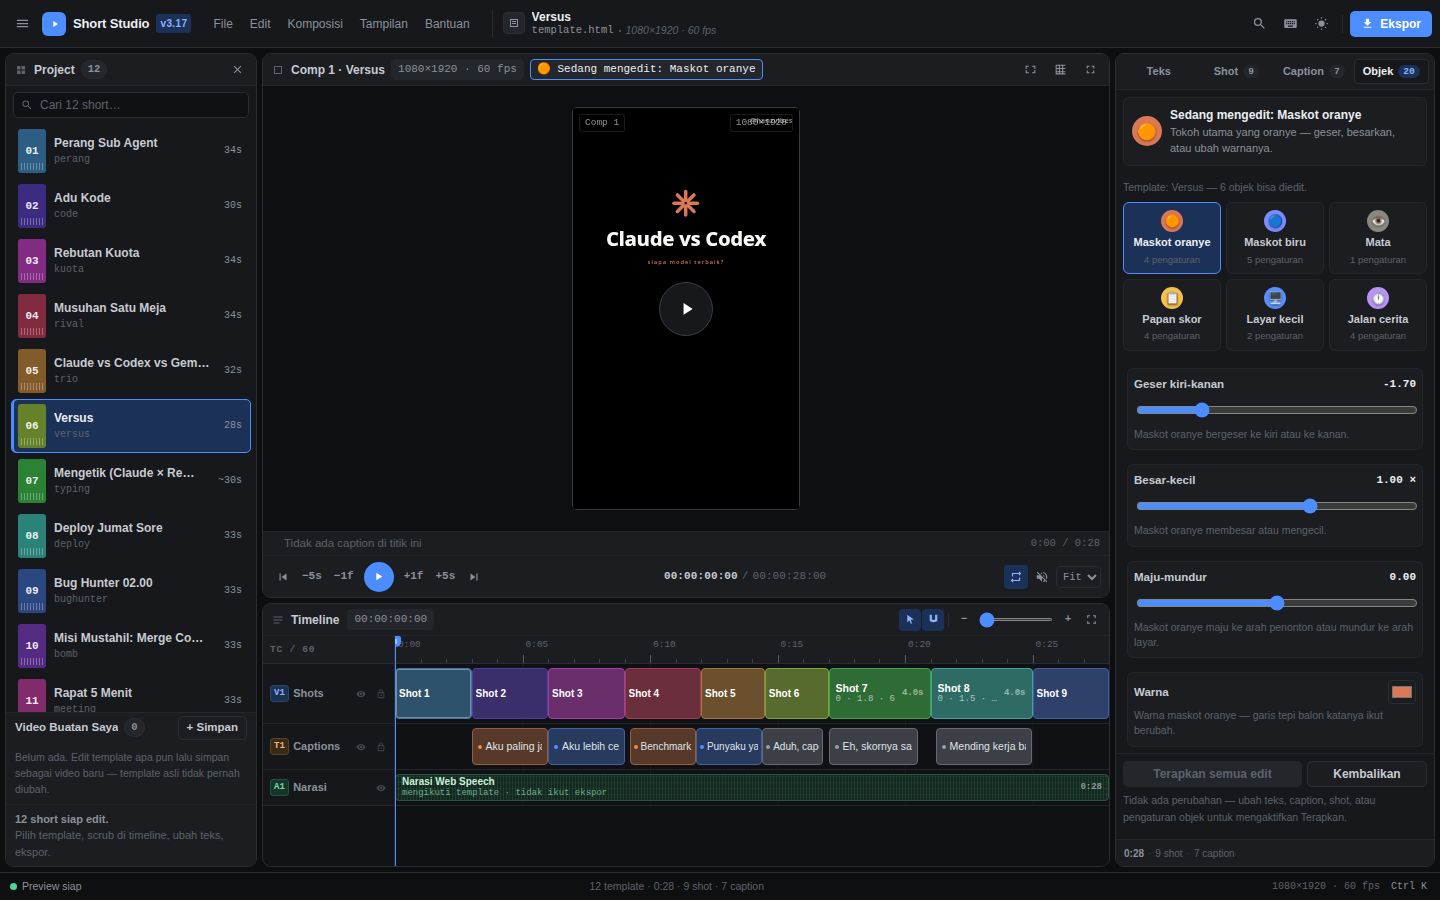 Short Studio v3.17 File Edit Komposisi Tampilan Bantuan
Versus
template.html · 1080×1920 · 60 fps
Ekspor
Project 12
Cari 12 short…
01 Perang Sub Agent 34s
perang
02 Adu Kode 30s
code
03 Rebutan Kuota 34s
kuota
04 Musuhan Satu Meja 34s
rival
05 Claude vs Codex vs Gem… 32s
trio
06 Versus 28s
versus
07 Mengetik (Claude × Re… ~30s
typing
08 Deploy Jumat Sore 33s
deploy
09 Bug Hunter 02.00 33s
bughunter
10 Misi Mustahil: Merge Co… 33s
bomb
11 Rapat 5 Menit 33s
meeting
Video Buatan Saya 0 + Simpan
Belum ada. Edit template apa pun lalu simpan
sebagai video baru — template asli tidak pernah
diubah.
12 short siap edit.
Pilih template, scrub di timeline, ubah teks,
ekspor.
Comp 1 · Versus 1080×1920 · 60 fps Sedang mengedit: Maskot oranye
Comp 1 1080×1920
Claude vs Codex
siapa model terbaik?
Tidak ada caption di titik ini 0:00 / 0:28
−5s −1f +1f +5s 00:00:00:00 / 00:00:28:00 Fit
Timeline 00:00:00:00 − +
TC / 60 0:00 0:05 0:10 0:15 0:20 0:25
V1 Shots Shot 1 Shot 2 Shot 3 Shot 4 Shot 5 Shot 6 Shot 7 4.0s Shot 8 4.0s Shot 9
0 · 1.8 · 6 0 · 1.5 · …
T1 Captions Aku paling ja Aku lebih ce Benchmark Punyaku ya Aduh, cap Eh, skornya sa Mending kerja ba
A1 Narasi Narasi Web Speech 0:28
mengikuti template · tidak ikut ekspor
Teks Shot 9 Caption 7 Objek 20
Sedang mengedit: Maskot oranye
Tokoh utama yang oranye — geser, besarkan,
atau ubah warnanya.
Template: Versus — 6 objek bisa diedit.
Maskot oranye Maskot biru Mata
4 pengaturan 5 pengaturan 1 pengaturan
Papan skor Layar kecil Jalan cerita
4 pengaturan 2 pengaturan 4 pengaturan
Geser kiri-kanan -1.70
Maskot oranye bergeser ke kiri atau ke kanan.
Besar-kecil 1.00 ×
Maskot oranye membesar atau mengecil.
Maju-mundur 0.00
Maskot oranye maju ke arah penonton atau mundur ke arah
layar.
Warna
Warna maskot oranye — garis tepi balon katanya ikut
berubah.
Terapkan semua edit Kembalikan
Tidak ada perubahan — ubah teks, caption, shot, atau
pengaturan objek untuk mengaktifkan Terapkan.
0:28 · 9 shot · 7 caption
Preview siap 12 template · 0:28 · 9 shot · 7 caption 1080×1920 · 60 fps Ctrl K